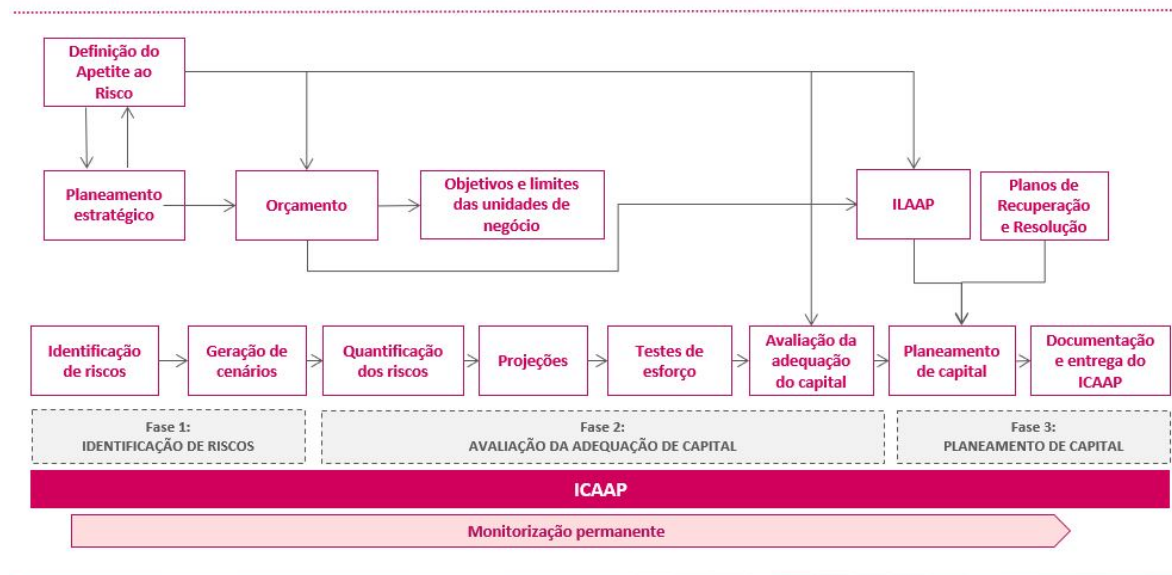 Definição do
Apetite ao
Risco
Planeamento
estratégico
Orçamento
Objetivos e limites
das unidades de
negócio
ILAAP
Planos de
Recuperação
e Resolução
Identificação
de riscos
Geração de
cenários
Quantificação
dos riscos
Projeções
Testes de
esforço
Avaliação da
adequação
do capital
Planeamento
de capital
Documentação
e entrega do
ICAAP
Fase 1:
IDENTIFICAÇÃO DE RISCOS
Fase 2:
AVALIAÇÃO DA ADEQUAÇÃO DE CAPITAL
Fase 3:
PLANEAMENTO DE CAPITAL
ICAAP
Monitorização permanente